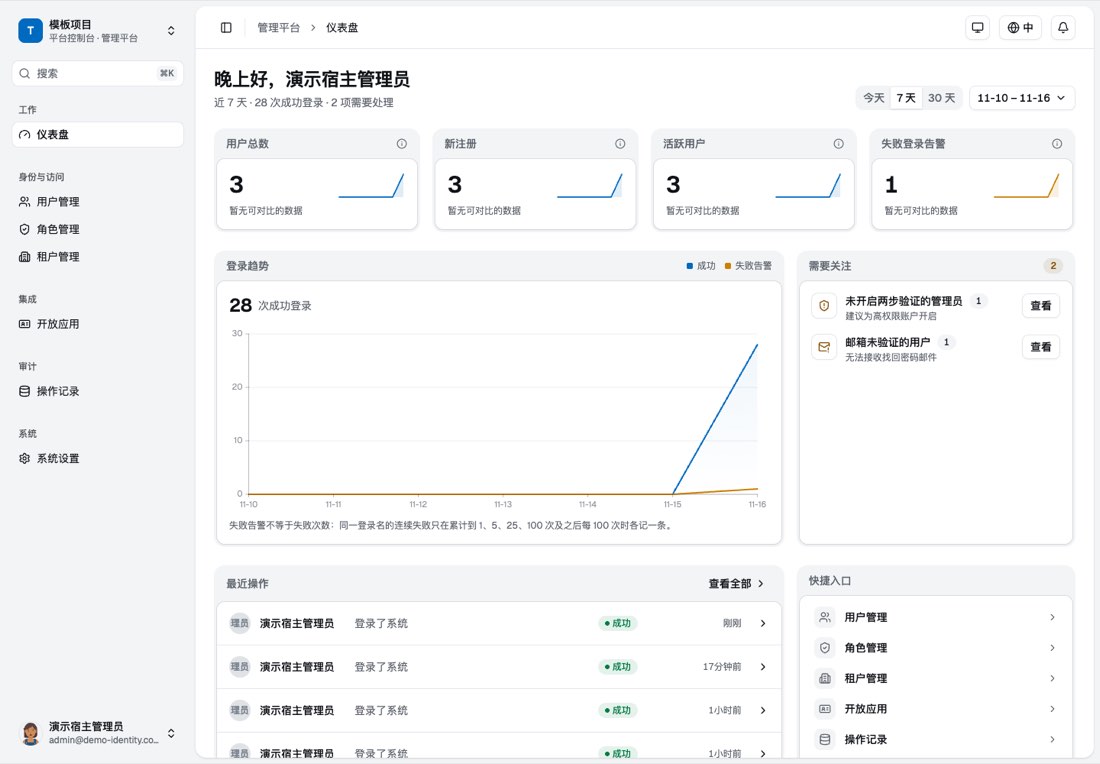 T
模板项目
平台控制台 · 管理平台
搜索
⌘K
工作
仪表盘
身份与访问
用户管理
角色管理
租户管理
集成
开放应用
审计
操作记录
系统
系统设置
演示宿主管理员
admin@demo-identity.co...
管理平台
仪表盘
中
晚上好，演示宿主管理员
近 7 天 · 28 次成功登录 · 2 项需要处理
今天
7 天
30 天
11-10 – 11-16
用户总数
3
暂无可对比的数据
新注册
3
暂无可对比的数据
活跃用户
3
暂无可对比的数据
失败登录告警
1
暂无可对比的数据
登录趋势
成功
失败告警
28 次成功登录
30
20
10
0
11-10
11-11
11-12
11-13
11-14
11-15
11-16
失败告警不等于失败次数：同一登录名的连续失败只在累计到 1、5、25、100 次及之后每 100 次时各记一条。
需要关注
2
未开启两步验证的管理员 1
建议为高权限账户开启
查看
邮箱未验证的用户 1
无法接收找回密码邮件
查看
最近操作
查看全部
理员 演示宿主管理员 登录了系统 成功 刚刚
理员 演示宿主管理员 登录了系统 成功 17分钟前
理员 演示宿主管理员 登录了系统 成功 1小时前
理员 演示宿主管理员 登录了系统 成功 1小时前
快捷入口
用户管理
角色管理
租户管理
开放应用
操作记录